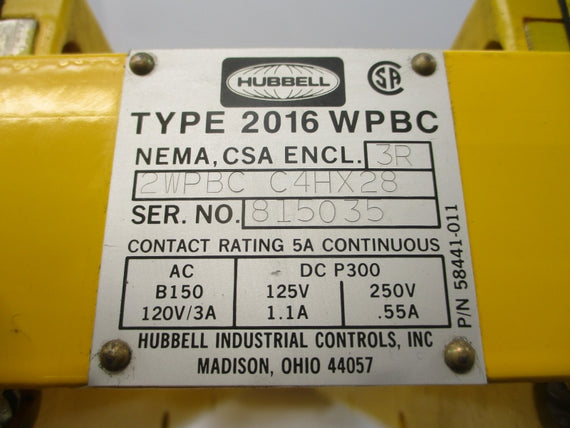 HUBBELL
CSA
TYPE 2016 WPBC
NEMA, CSA ENCL. 3R
2WPBC C4HX28
SER. NO. 815035
CONTACT RATING 5A CONTINUOUS
AC DC P300
B150 125V 250V
120V/3A 1.1A .55A
HUBBELL INDUSTRIAL CONTROLS, INC
MADISON, OHIO 44057
P/N 58441-011